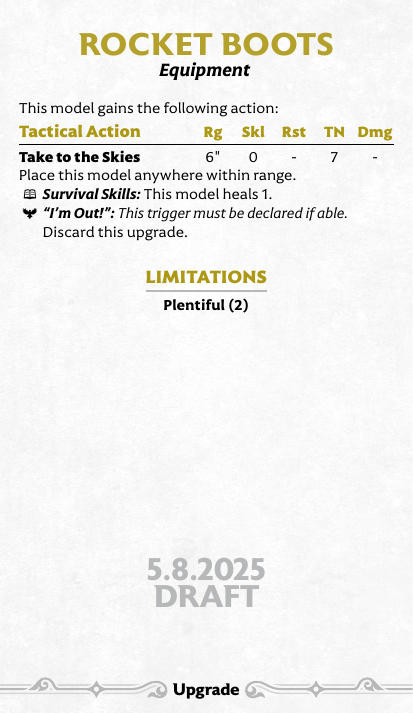 ROCKET BOOTS
Equipment
This model gains the following action:
Tactical Action Rg Skl Rst TN Dmg
Take to the Skies 6" 0 - 7 -
Place this model anywhere within range.
Survival Skills: This model heals 1.
“I’m Out!”: This trigger must be declared if able.
Discard this upgrade.
LIMITATIONS
Plentiful (2)
5.8.2025
DRAFT
Upgrade